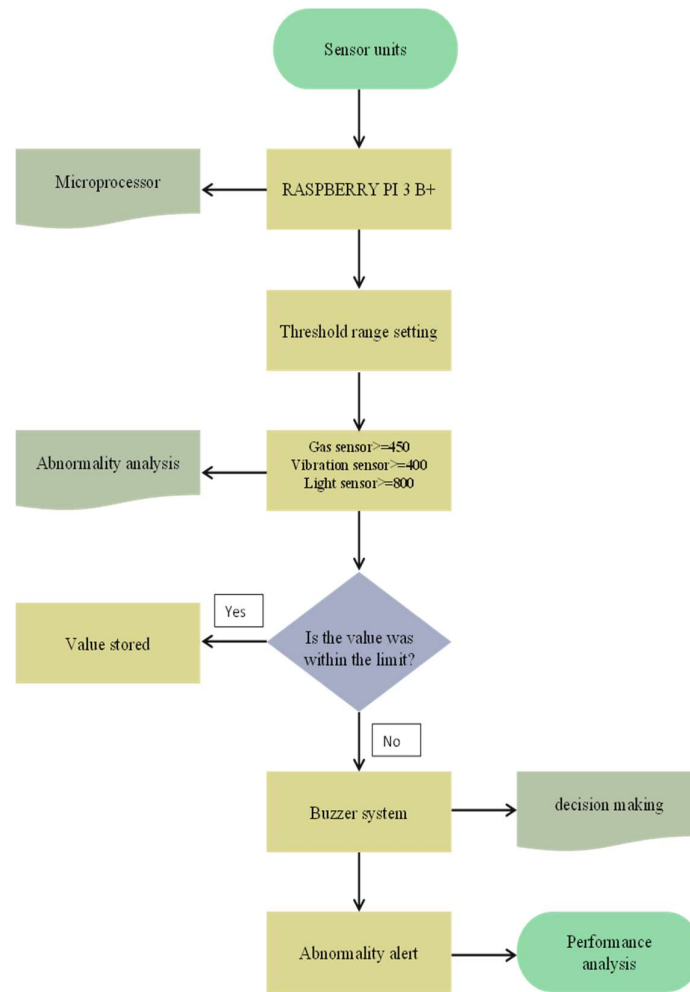 Sensor units
Microprocessor
RASPBERRY PI 3 B+
Threshold range setting
Abnormality analysis
Gas sensor>=450
Vibration sensor>=400
Light sensor>=800
Yes
Value stored
Is the value was
within the limit?
No
Buzzer system
decision making
Abnormality alert
Performance
analysis